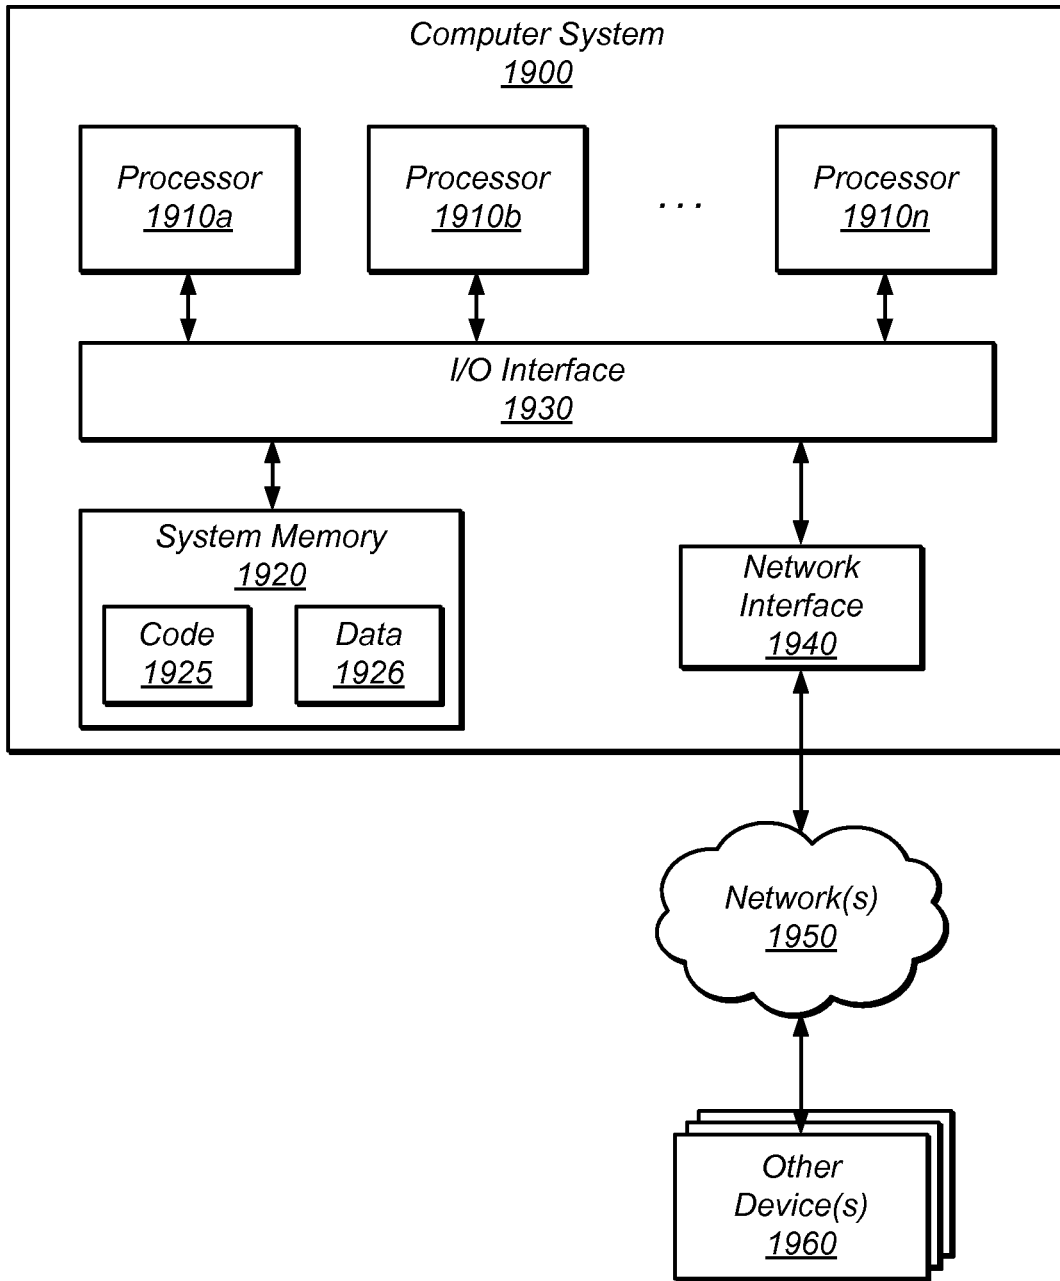 Computer System
1900
Processor
1910a
Processor
1910b
. . .
Processor
1910n
I/O Interface
1930
System Memory
1920
Code
1925
Data
1926
Network
Interface
1940
Network(s)
1950
Other
Device(s)
1960